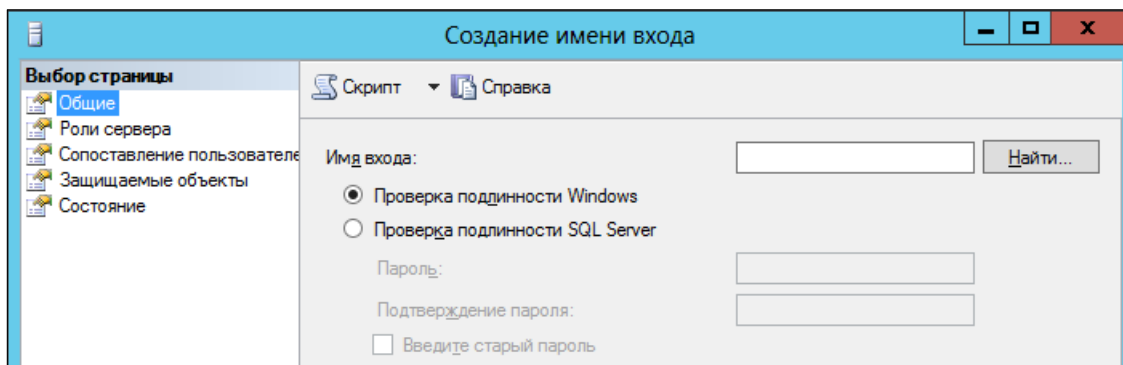 Создание имени входа
Выбор страницы
Общие
Роли сервера
Сопоставление пользователе
Защищаемые объекты
Состояние
Скрипт
Справка
Имя входа:
Найти...
Проверка подлинности Windows
Проверка подлинности SQL Server
Пароль:
Подтверждение пароля:
Введите старый пароль